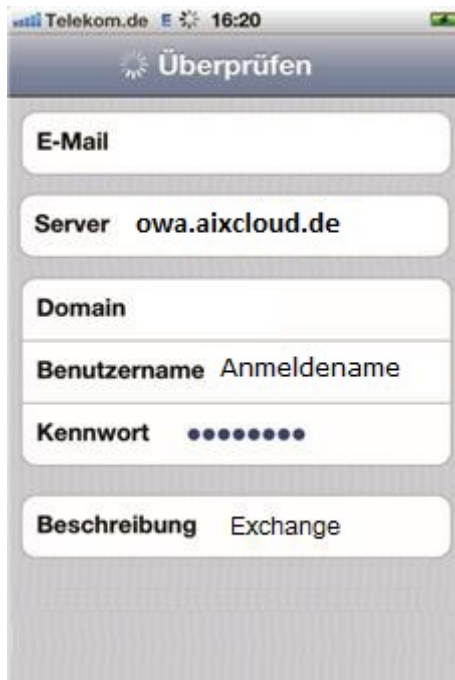 Telekom.de E 16:20
Überprüfen
E-Mail
Server owa.aixcloud.de
Domain
Benutzername Anmeldename
Kennwort ●●●●●●●●
Beschreibung Exchange